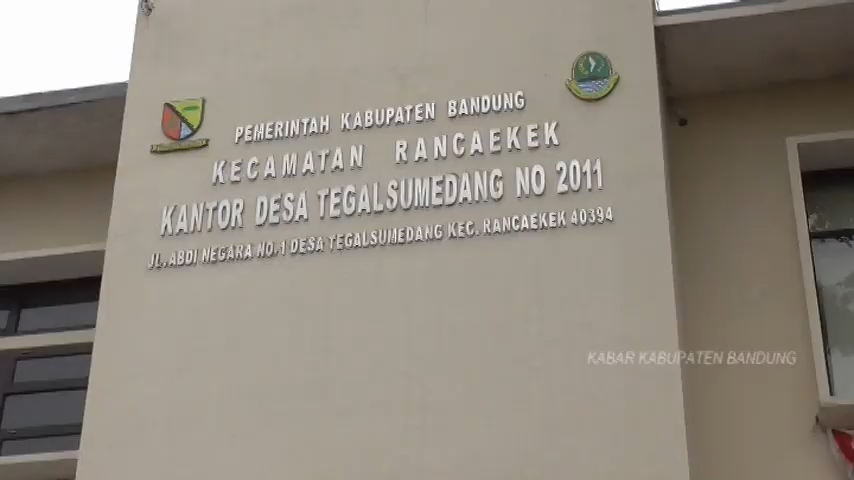 PEMERINTAH KABUPATEN BANDUNG
KECAMATAN RANCAEKEK
KANTOR DESA TEGALSUMEDANG NO 2011
JL. ABDI NEGARA NO.1 DESA TEGALSUMEDANG KEC. RANCAEKEK 40394
KABAR KABUPATEN BANDUNG